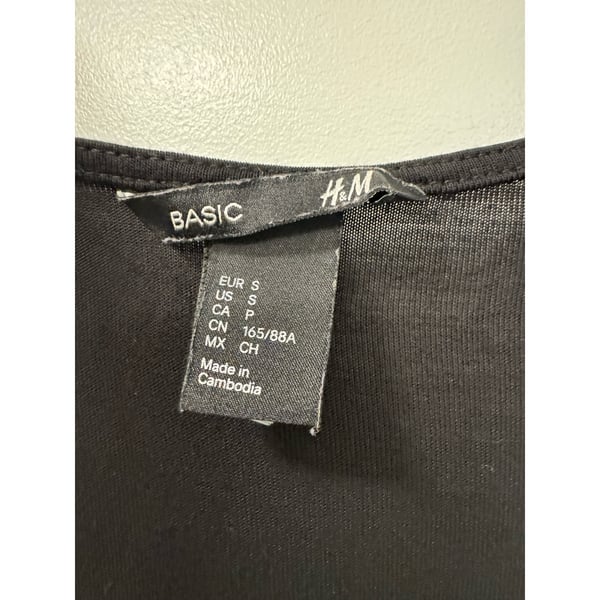 BASIC H&M
EUR S
US S
CA P
CN 165/88A
MX CH
Made in
Cambodia